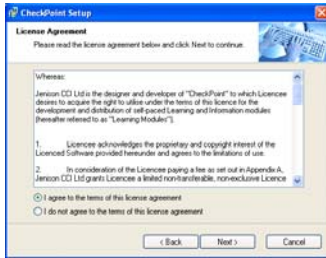 CheckPoint Setup
License Agreement
Please read the license agreement below and click Next to continue.
Whereas:
Jenison CCI Ltd is the designer and developer of "CheckPoint" to which Licencee
desires to acquire the right to utilise under the terms of this licence for the
development and distribution of self-paced Learning and Information modules
(hereafter referred to as "Learning Modules").
1. Licencee acknowledges the proprietary and copyright interest of the
Licenced Software provided hereunder and agrees to the limitations of use.
2. In consideration of the Licencee paying a fee as set out in Appendix A,
Jenison CCI Ltd grants Licencee a limited non-transferable, non-exclusive Licence
I agree to the terms of this license agreement
I do not agree to the terms of this license agreement
< Back
Next >
Cancel